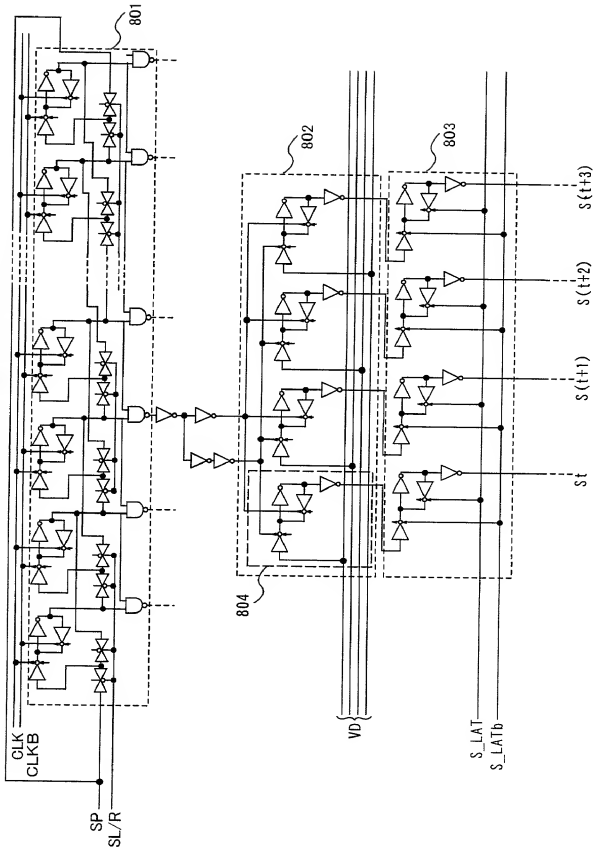 801
CLK
CLKB
SP
SL/R
802
803
804
VD
S_LAT
S_LATb
St
S(t+1)
S(t+2)
S(t+3)